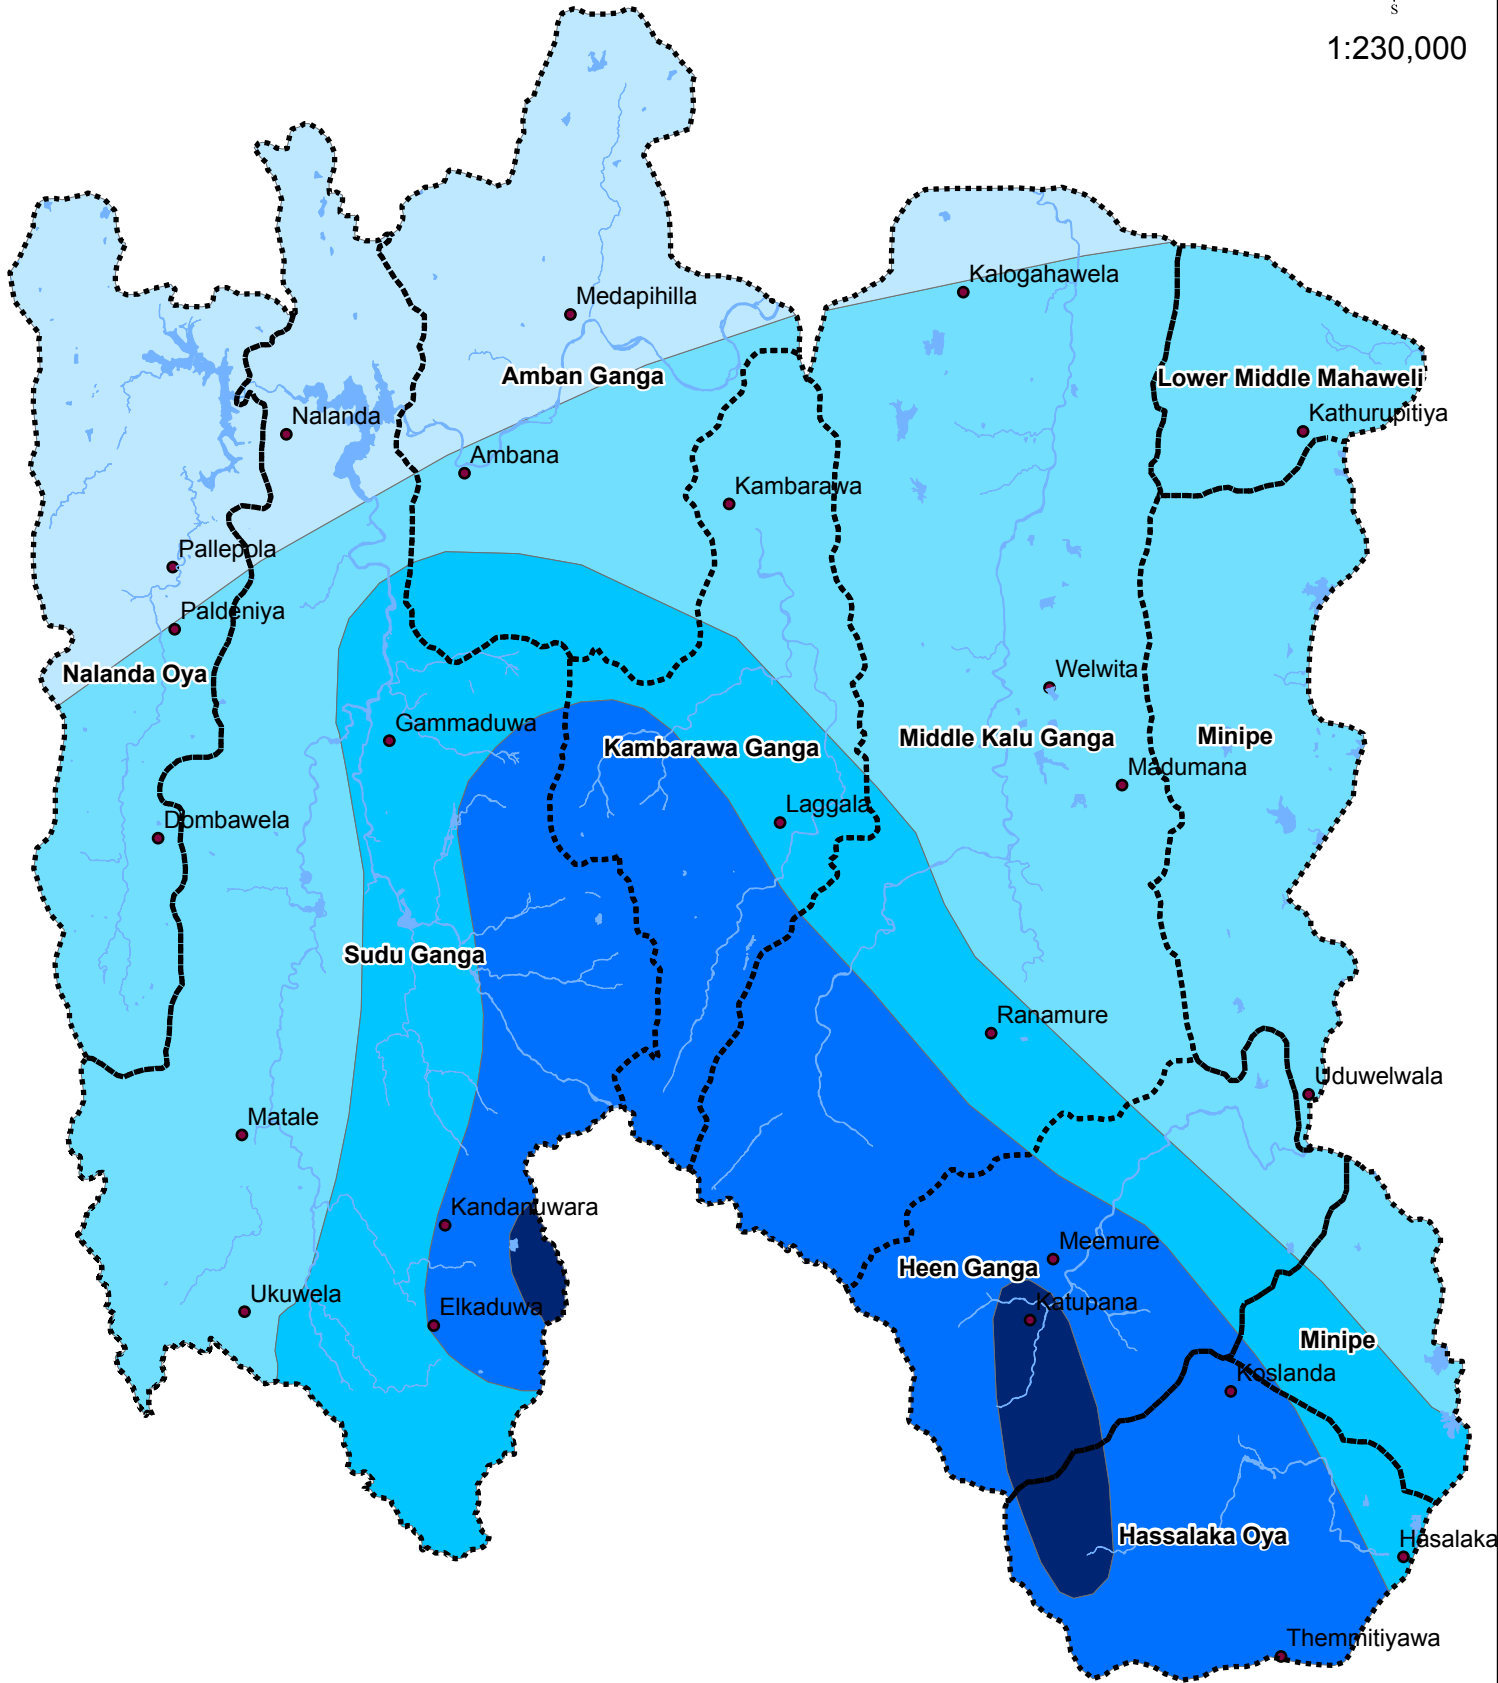 S
1:230,000
Kalogahawela
Medapihilla
Amban Ganga
Lower Middle Mahaweli
Nalanda
Kathurupitiya
Ambana
Kambarawa
Pallepola
Paldeniya
Nalanda Oya
Welwita
Gammaduwa
Kambarawa Ganga
Middle Kalu Ganga
Minipe
Madumana
Laggala
Dombawela
Sudu Ganga
Ranamure
Uduwelwala
Matale
Kandanuwara
Meemure
Heen Ganga
Ukuwela
Elkaduwa
Katupana
Minipe
Koslanda
Hassalaka Oya
Hasalaka
Themmitiyawa